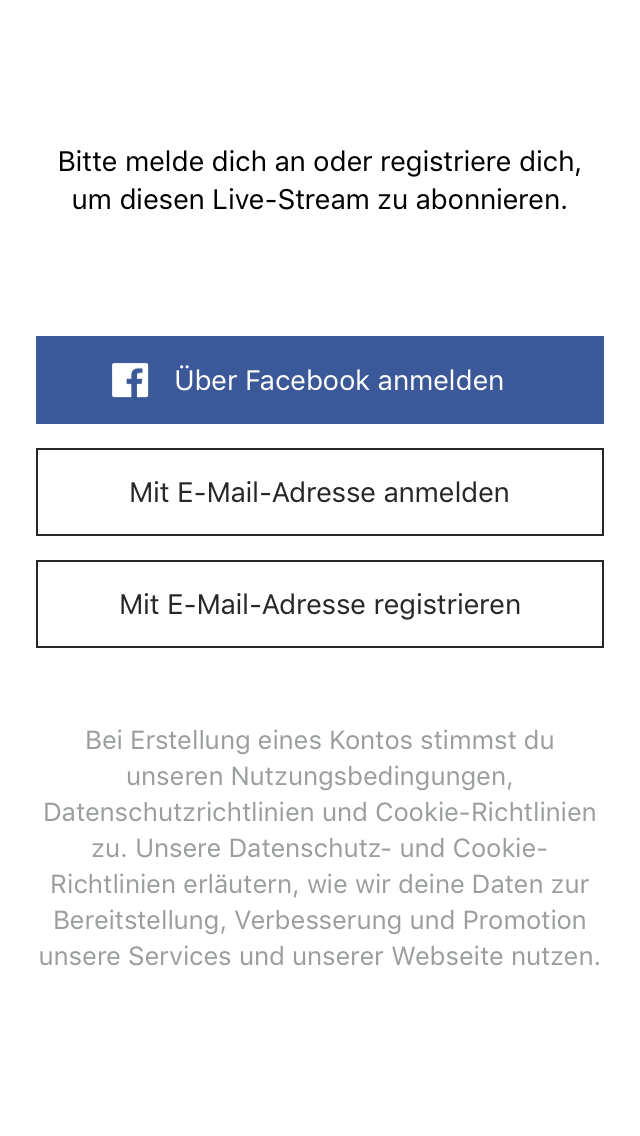 Bitte melde dich an oder registriere dich,
um diesen Live-Stream zu abonnieren.
Über Facebook anmelden
Mit E-Mail-Adresse anmelden
Mit E-Mail-Adresse registrieren
Bei Erstellung eines Kontos stimmst du
unseren Nutzungsbedingungen,
Datenschutzrichtlinien und Cookie-Richtlinien
zu. Unsere Datenschutz- und Cookie-
Richtlinien erläutern, wie wir deine Daten zur
Bereitstellung, Verbesserung und Promotion
unsere Services und unserer Webseite nutzen.